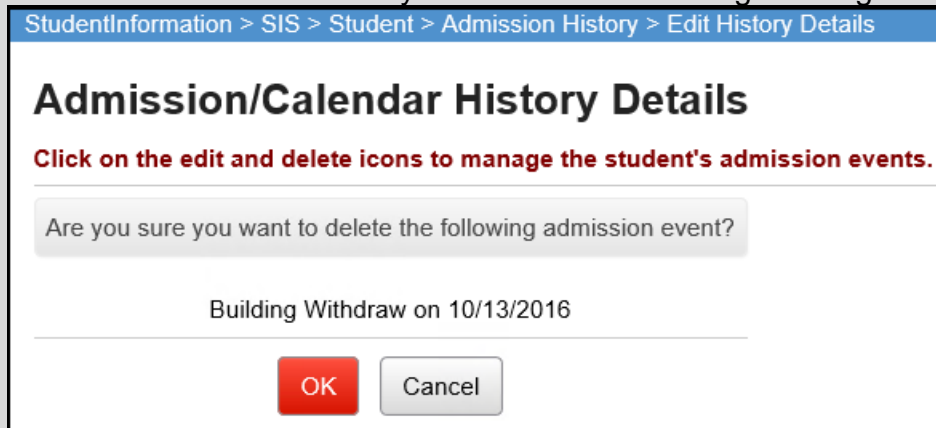 StudentInformation > SIS > Student > Admission History > Edit History Details
Admission/Calendar History Details
Click on the edit and delete icons to manage the student's admission events.
Are you sure you want to delete the following admission event?
Building Withdraw on 10/13/2016
OK Cancel